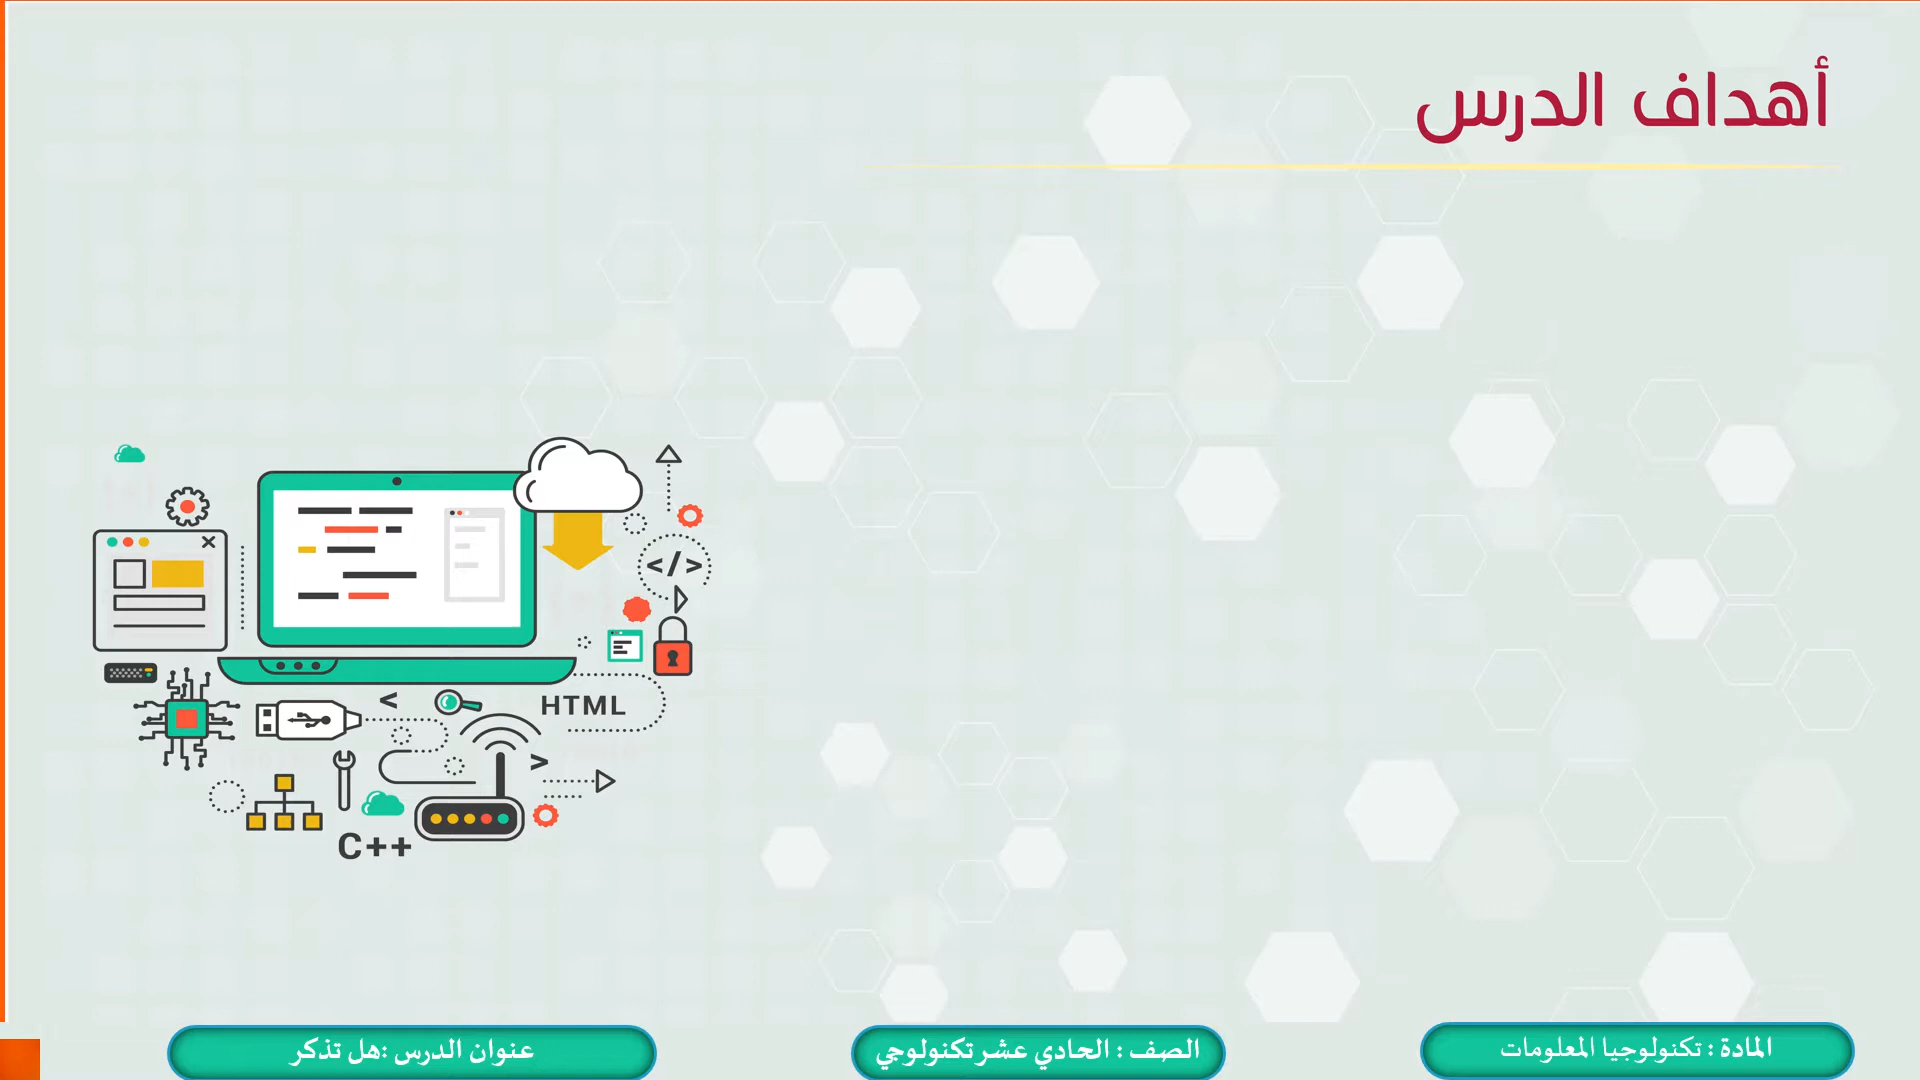 أهداف الدرس
</>
HTML
C++
المادة : تكنولوجيا المعلومات
الصف : الحادي عشر تكنولوجي
عنوان الدرس :هل تذكر